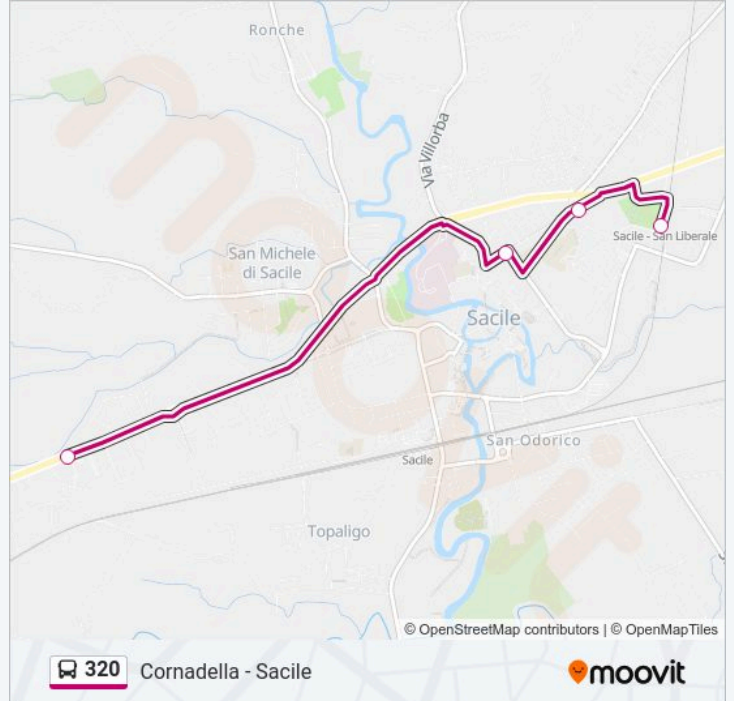 Ronche
Via Villorba
San Michele
di Sacile
Sacile - San Liberale
Sacile
San Odorico
Sacile
Topaligo
© OpenStreetMap contributors | © OpenMapTiles
320 Cornadella - Sacile
moovit